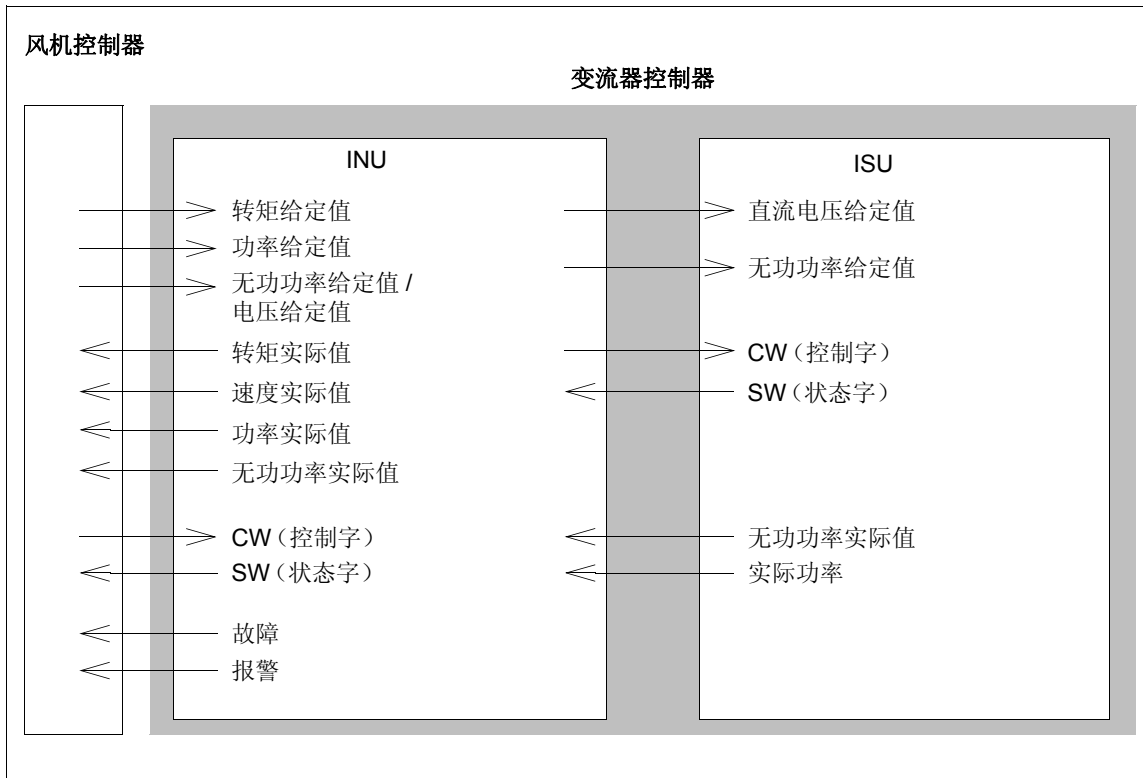 风机控制器
变流器控制器
INU
转矩给定值
功率给定值
无功功率给定值 /
电压给定值
转矩实际值
速度实际值
功率实际值
无功功率实际值
CW（控制字）
SW（状态字）
故障
报警
ISU
直流电压给定值
无功功率给定值
CW（控制字）
SW（状态字）
无功功率实际值
实际功率